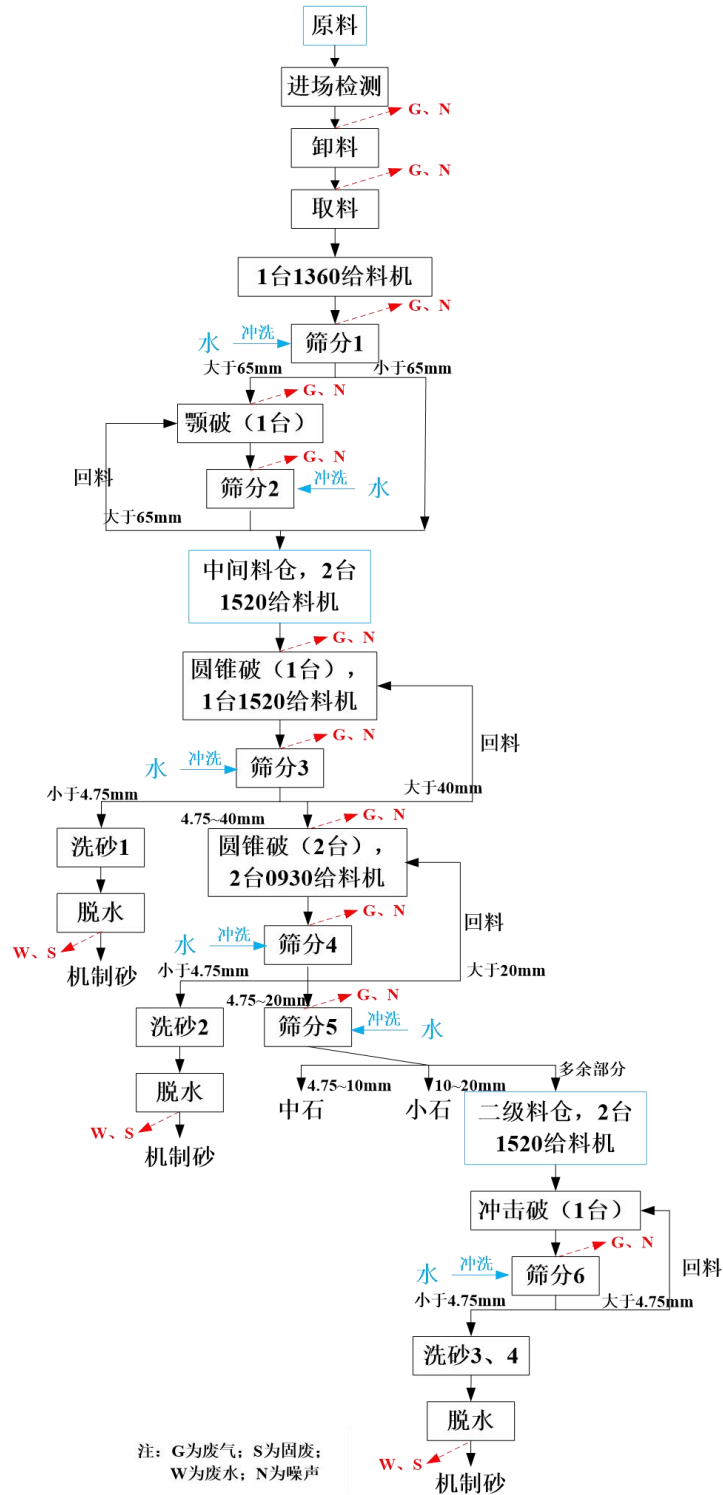 原料
进场检测
G、N
卸料
G、N
取料
1台1360给料机
G、N
水
冲洗
筛分1
大于65mm
小于65mm
G、N
颚破（1台）
G、N
回料
筛分2
冲洗
水
大于65mm
中间料仓，2台
1520给料机
G、N
圆锥破（1台），
1台1520给料机
G、N
回料
水
冲洗
筛分3
小于4.75mm
大于40mm
4.75~40mm
G、N
洗砂1
圆锥破（2台），
2台0930给料机
脱水
G、N
回料
W、S
水
冲洗
筛分4
机制砂
小于4.75mm
大于20mm
4.75~20mm
G、N
洗砂2
筛分5
冲洗
水
多余部分
脱水
4.75~10mm
10~20mm
中石
小石
二级料仓，2台
1520给料机
W、S
机制砂
冲击破（1台）
G、N
水
冲洗
筛分6
回料
小于4.75mm
大于4.75mm
洗砂3、4
脱水
W、S
机制砂
注：G为废气；S为固废；
W为废水；N为噪声